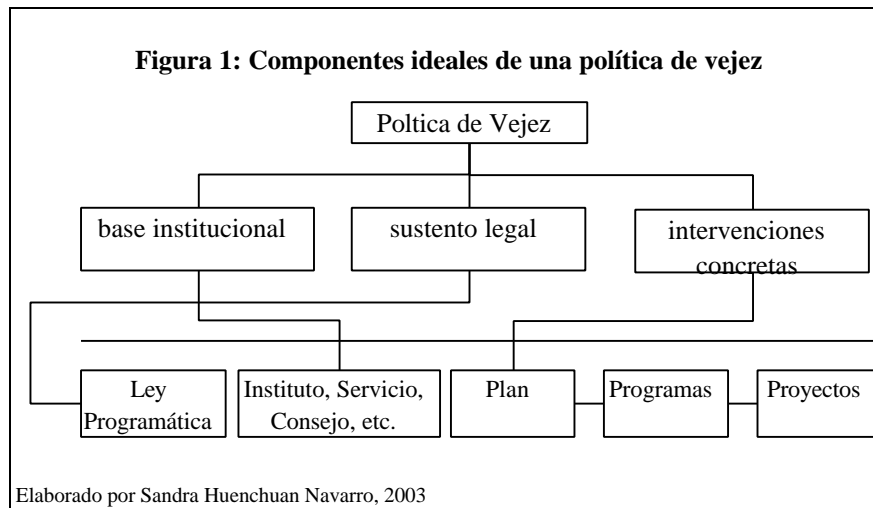 Figura 1: Componentes ideales de una política de vejez
Poltica de Vejez
base institucional
sustento legal
intervenciones
concretas
Ley
Programática
Instituto, Servicio,
Consejo, etc.
Plan
Programas
Proyectos
Elaborado por Sandra Huenchuan Navarro, 2003